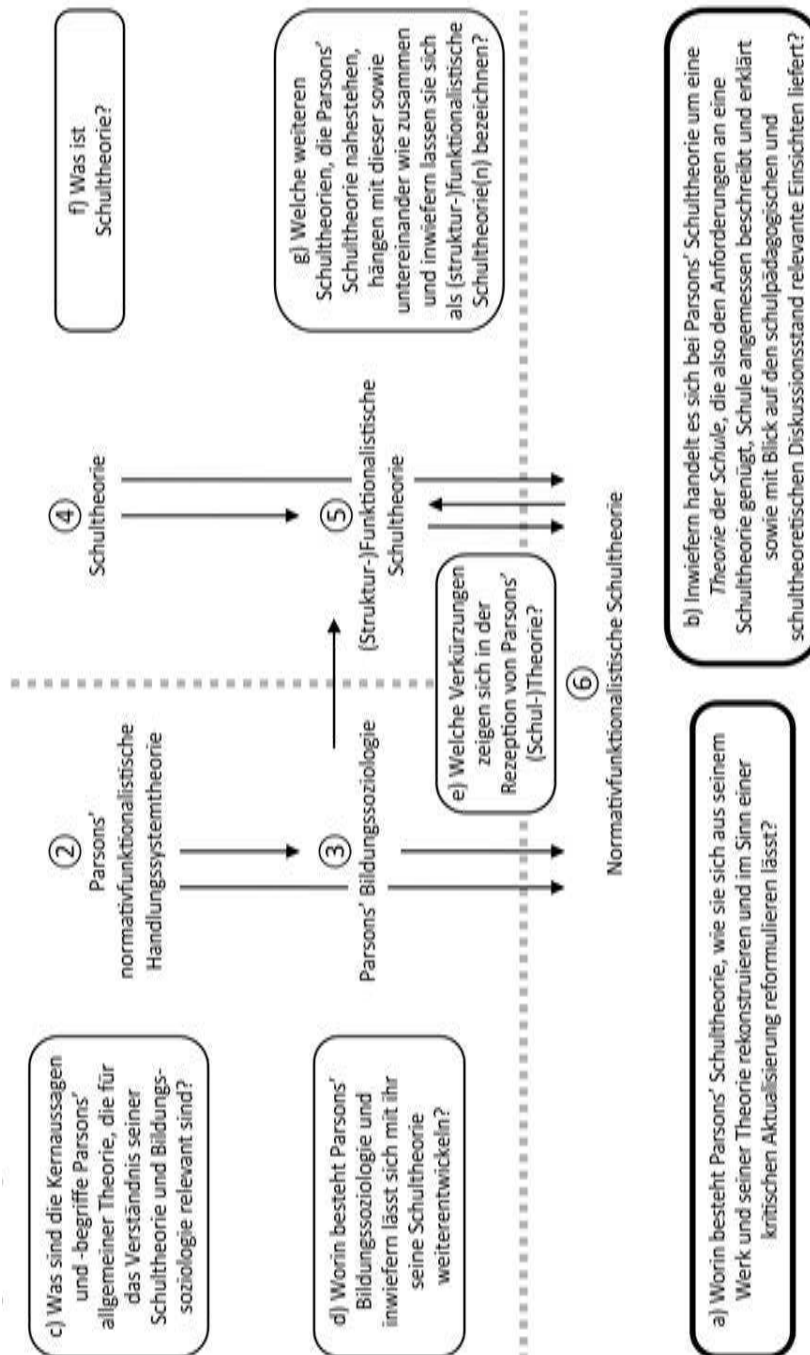 c) Was sind die Kernaussagen
und -begriffe Parsons'
allgemeiner Theorie, die für
das Verständnis seiner
Schultheorie und Bildungs-
soziologie relevant sind?
②
Parsons'
normativfunktionalistische
Handlungssystemtheorie
④
Schultheorie
f) Was ist
Schultheorie?
d) Worin besteht Parsons'
Bildungssoziologie und
inwiefern lässt sich mit ihr
seine Schultheorie
weiterentwickeln?
③
Parsons' Bildungssoziologie
⑤
(Struktur-)Funktionalistische
Schultheorie
g) Welche weiteren
Schultheorien, die Parsons'
Schultheorie nahestehen,
hängen mit dieser sowie
untereinander wie zusammen
und inwiefern lassen sie sich
als (struktur-)funktionalistische
Schultheorie(n) bezeichnen?
e) Welche Verkürzungen
zeigen sich in der
Rezeption von Parsons'
(Schul-)Theorie?
⑥
Normativfunktionalistische Schultheorie
a) Worin besteht Parsons' Schultheorie, wie sie sich aus seinem
Werk und seiner Theorie rekonstruieren und im Sinn einer
kritischen Aktualisierung reformulieren lässt?
b) Inwiefern handelt es sich bei Parsons' Schultheorie um eine
Theorie der Schule, die also den Anforderungen an eine
Schultheorie genügt, Schule angemessen beschreibt und erklärt
sowie mit Blick auf den schulpädagogischen und
schultheoretischen Diskussionsstand relevante Einsichten liefert?